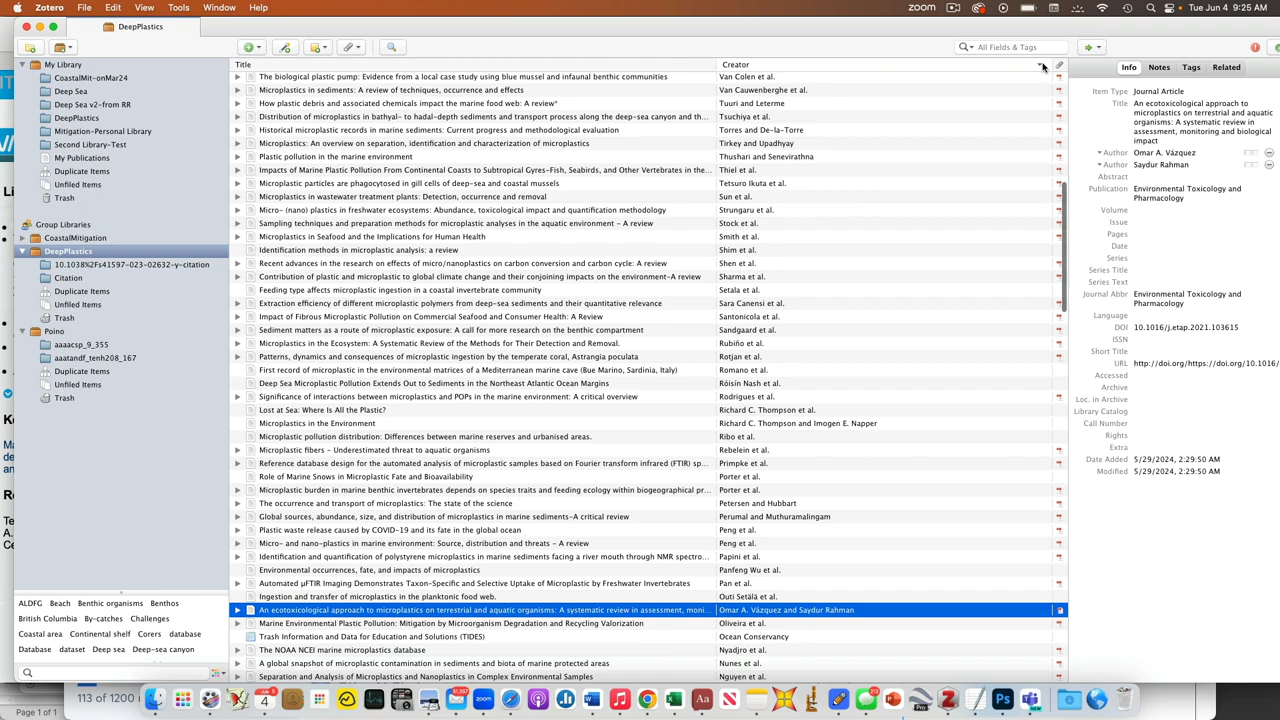 Zotero File Edit View Tools Window Help
zoom
Tue Jun 4 9:25 AM
DeepPlastics
All Fields & Tags
My Library
CoastalMit-onMar24
Deep Sea
Deep Sea v2-from RR
DeepPlastics
Mitigation-Personal Library
Second Library-Test
My Publications
Duplicate Items
Unfiled Items
Trash
Group Libraries
CoastalMitigation
DeepPlastics
10.1038%2Fs41597-023-02632-y-citation
Citation
Duplicate Items
Unfiled Items
Trash
Poino
aaaacsp_9_355
aaatandf_tenh208_167
Duplicate Items
Unfiled Items
Trash
ALDFG Beach Benthic organisms Benthos
British Columbia By-catches Challenges
Coastal area Continental shelf Corers database
Database dataset Deep sea Deep-sea canyon
Title Creator
The biological plastic pump: Evidence from a local case study using blue mussel and infaunal benthic communities Van Colen et al.
Microplastics in sediments: A review of techniques, occurrence and effects Van Cauwenberghe et al.
How plastic debris and associated chemicals impact the marine food web: A review* Tuuri and Leterme
Distribution of microplastics in bathyal- to hadal-depth sediments and transport process along the deep-sea canyon and th... Tsuchiya et al.
Historical microplastic records in marine sediments: Current progress and methodological evaluation Torres and De-la-Torre
Microplastics: An overview on separation, identification and characterization of microplastics Tirkey and Upadhyay
Plastic pollution in the marine environment Thushari and Senevirathna
Impacts of Marine Plastic Pollution From Continental Coasts to Subtropical Gyres-Fish, Seabirds, and Other Vertebrates in the... Thiel et al.
Microplastic particles are phagocytosed in gill cells of deep-sea and coastal mussels Tetsuro Ikuta et al.
Microplastics in wastewater treatment plants: Detection, occurrence and removal Sun et al.
Micro- (nano) plastics in freshwater ecosystems: Abundance, toxicological impact and quantification methodology Strungaru et al.
Sampling techniques and preparation methods for microplastic analyses in the aquatic environment – A review Stock et al.
Microplastics in Seafood and the Implications for Human Health Smith et al.
Identification methods in microplastic analysis: a review Shim et al.
Recent advances in the research on effects of micro/nanoplastics on carbon conversion and carbon cycle: A review Shen et al.
Contribution of plastic and microplastic to global climate change and their conjoining impacts on the environment-A review Sharma et al.
Feeding type affects microplastic ingestion in a coastal invertebrate community Setala et al.
Extraction efficiency of different microplastic polymers from deep-sea sediments and their quantitative relevance Sara Canensi et al.
Impact of Fibrous Microplastic Pollution on Commercial Seafood and Consumer Health: A Review Santonicola et al.
Sediment matters as a route of microplastic exposure: A call for more research on the benthic compartment Sandgaard et al.
Microplastics in the Ecosystem: A Systematic Review of the Methods for Their Detection and Removal. Rubiño et al.
Patterns, dynamics and consequences of microplastic ingestion by the temperate coral, Astrangia poculata Rotjan et al.
First record of microplastic in the environmental matrices of a Mediterranean marine cave (Bue Marino, Sardinia, Italy) Romano et al.
Deep Sea Microplastic Pollution Extends Out to Sediments in the Northeast Atlantic Ocean Margins Róisín Nash et al.
Significance of interactions between microplastics and POPs in the marine environment: A critical overview Rodrigues et al.
Lost at Sea: Where Is All the Plastic? Richard C. Thompson et al.
Microplastics in the Environment Richard C. Thompson and Imogen E. Napper
Microplastic pollution distribution: Differences between marine reserves and urbanised areas. Ribo et al.
Microplastic fibers – Underestimated threat to aquatic organisms Rebelein et al.
Reference database design for the automated analysis of microplastic samples based on Fourier transform infrared (FTIR) sp... Primpke et al.
Role of Marine Snows in Microplastic Fate and Bioavailability Porter et al.
Microplastic burden in marine benthic invertebrates depends on species traits and feeding ecology within biogeographical pr... Porter et al.
The occurrence and transport of microplastics: The state of the science Petersen and Hubbart
Global sources, abundance, size, and distribution of microplastics in marine sediments-A critical review Perumal and Muthuramalingam
Plastic waste release caused by COVID-19 and its fate in the global ocean Peng et al.
Micro- and nano-plastics in marine environment: Source, distribution and threats - A review Peng et al.
Identification and quantification of polystyrene microplastics in marine sediments facing a river mouth through NMR spectro... Papini et al.
Environmental occurrences, fate, and impacts of microplastics Panfeng Wu et al.
Automated μFTIR Imaging Demonstrates Taxon-Specific and Selective Uptake of Microplastic by Freshwater Invertebrates Pan et al.
Ingestion and transfer of microplastics in the planktonic food web. Outi Setälä et al.
An ecotoxicological approach to microplastics on terrestrial and aquatic organisms: A systematic review in assessment, moni... Omar A. Vázquez and Saydur Rahman
Marine Environmental Plastic Pollution: Mitigation by Microorganism Degradation and Recycling Valorization Oliveira et al.
Trash Information and Data for Education and Solutions (TIDES) Ocean Conservancy
The NOAA NCEI marine microplastics database Nyadjro et al.
A global snapshot of microplastic contamination in sediments and biota of marine protected areas Nunes et al.
Separation and Analysis of Microplastics and Nanoplastics in Complex Environmental Samples Nguyen et al.
Info Notes Tags Related
Item Type Journal Article
Title An ecotoxicological approach to
microplastics on terrestrial and aquatic
organisms: A systematic review in
assessment, monitoring and biological
impact
Author Omar A. Vázquez
Author Saydur Rahman
Abstract
Publication Environmental Toxicology and
Pharmacology
Volume
Issue
Pages
Date
Series
Series Title
Series Text
Journal Abbr Environmental Toxicology and
Pharmacology
Language
DOI 10.1016/j.etap.2021.103615
ISSN
Short Title
URL http://doi.org/https://doi.org/10.1016/
Accessed
Archive
Loc. in Archive
Library Catalog
Call Number
Rights
Extra
Date Added 5/29/2024, 2:29:50 AM
Modified 5/29/2024, 2:29:50 AM
113 of 1200
Page 1 of 1
Page 1 of 1